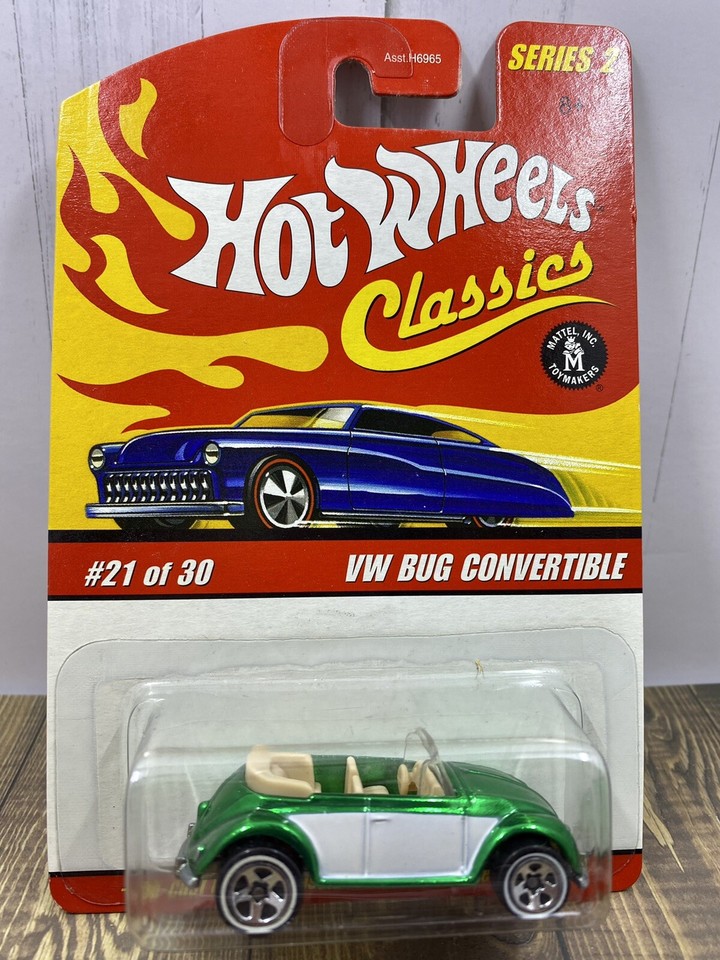 Asst.H6965
SERIES 2
8+
HOT WHEELS
Classics
MATTEL, INC.
M
TOYMAKERS
®
#21 of 30
VW BUG CONVERTIBLE